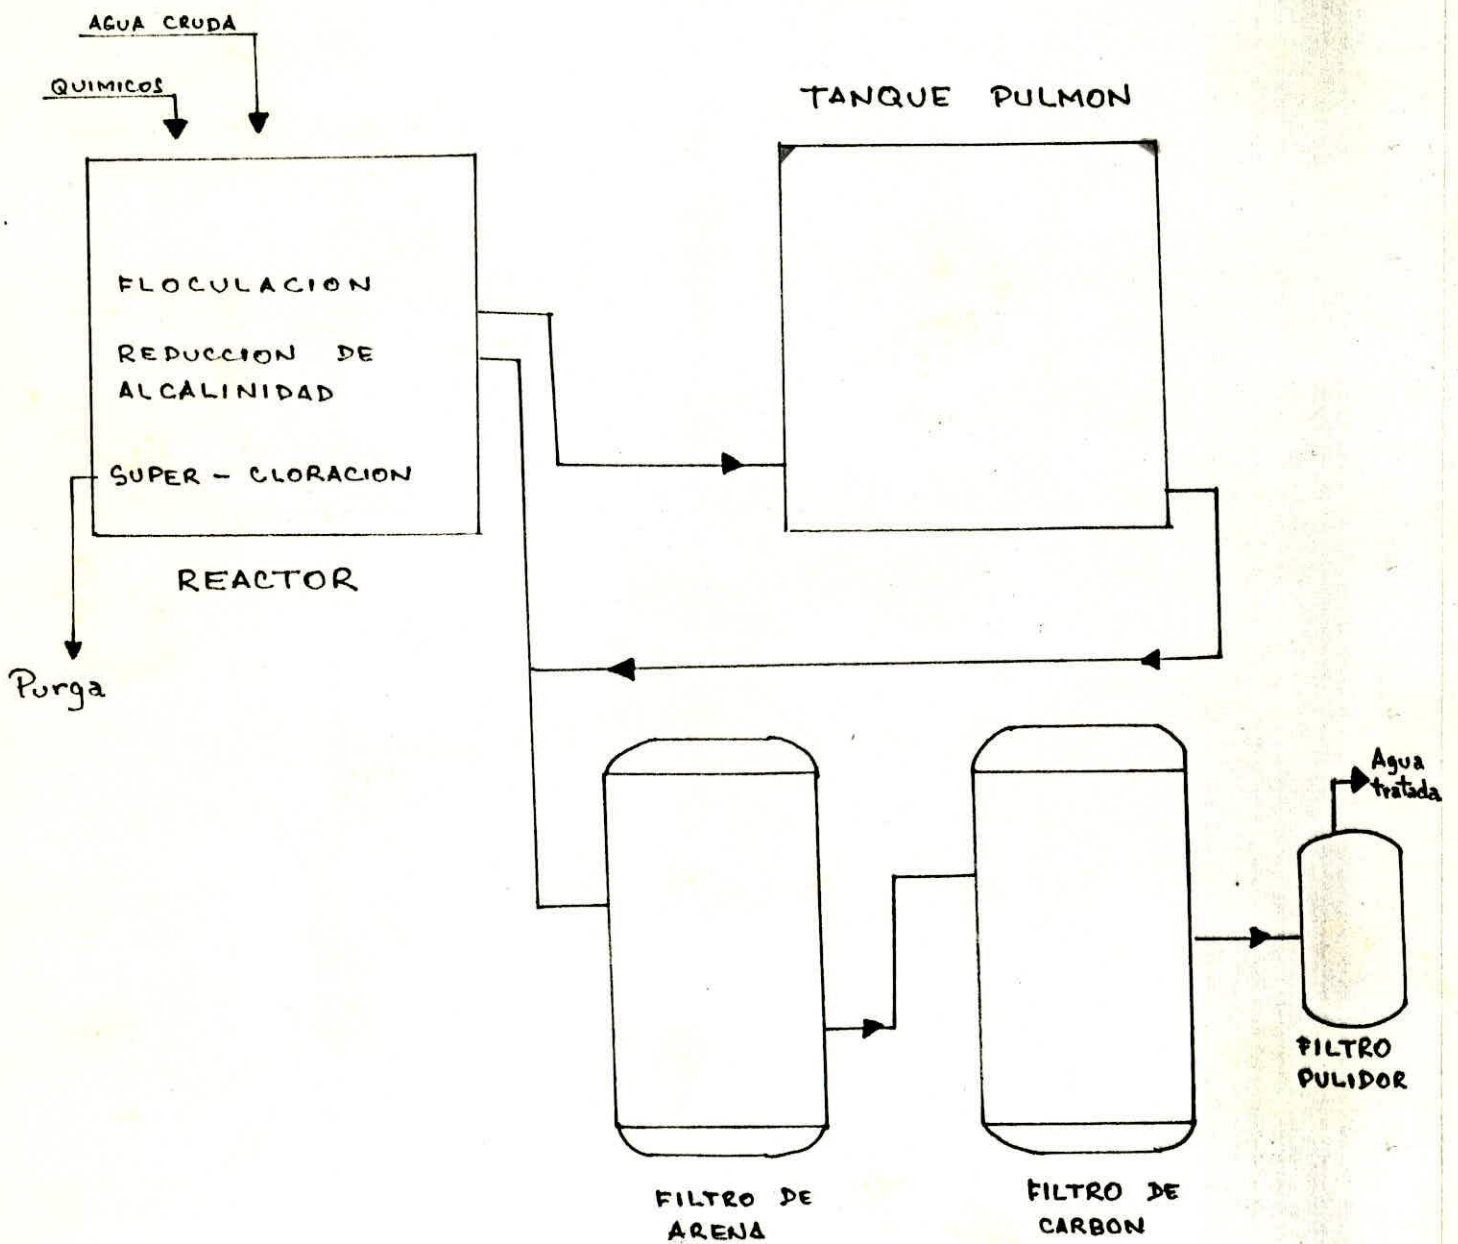 AGUA CRUDA
QUIMICOS
TANQUE PULMON
FLOCULACION
REDUCCION DE
ALCALINIDAD
SUPER - CLORACION
REACTOR
Purga
Agua
tratada
FILTRO
PULIDOR
FILTRO DE
ARENA
FILTRO DE
CARBON